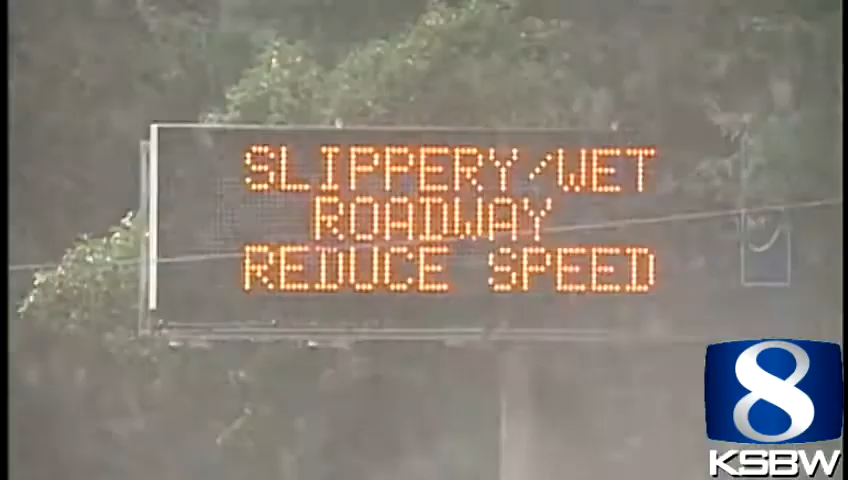 SLIPPERY/WET
ROADWAY
REDUCE SPEED
8
KSBW